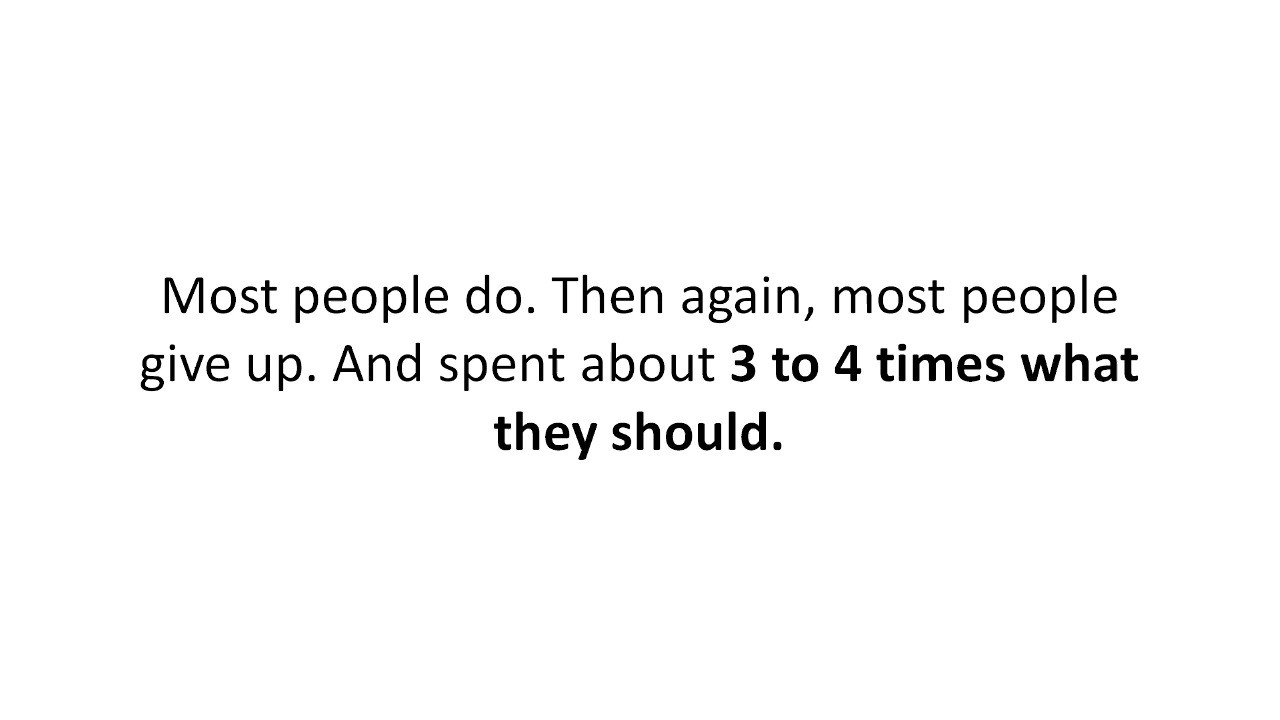 Most people do. Then again, most people
give up. And spent about 3 to 4 times what
they should.